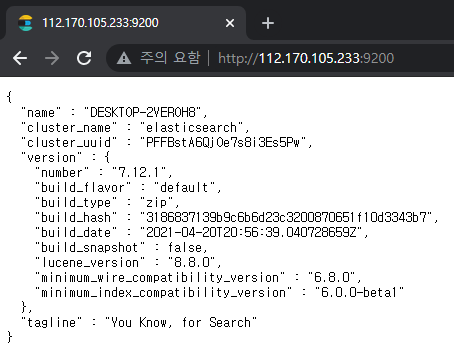 112.170.105.233:9200
주의 요함 | http://112.170.105.233:9200
{
  "name" : "DESKTOP-2VEROH8",
  "cluster_name" : "elasticsearch",
  "cluster_uuid" : "PFFBstA6QjOe7s8i3Es5Pw",
  "version" : {
    "number" : "7.12.1",
    "build_flavor" : "default",
    "build_type" : "zip",
    "build_hash" : "3186837139b9c6b6d23c3200870651f10d3343b7",
    "build_date" : "2021-04-20T20:56:39.040728659Z",
    "build_snapshot" : false,
    "lucene_version" : "8.8.0",
    "minimum_wire_compatibility_version" : "6.8.0",
    "minimum_index_compatibility_version" : "6.0.0-beta1"
  },
  "tagline" : "You Know, for Search"
}